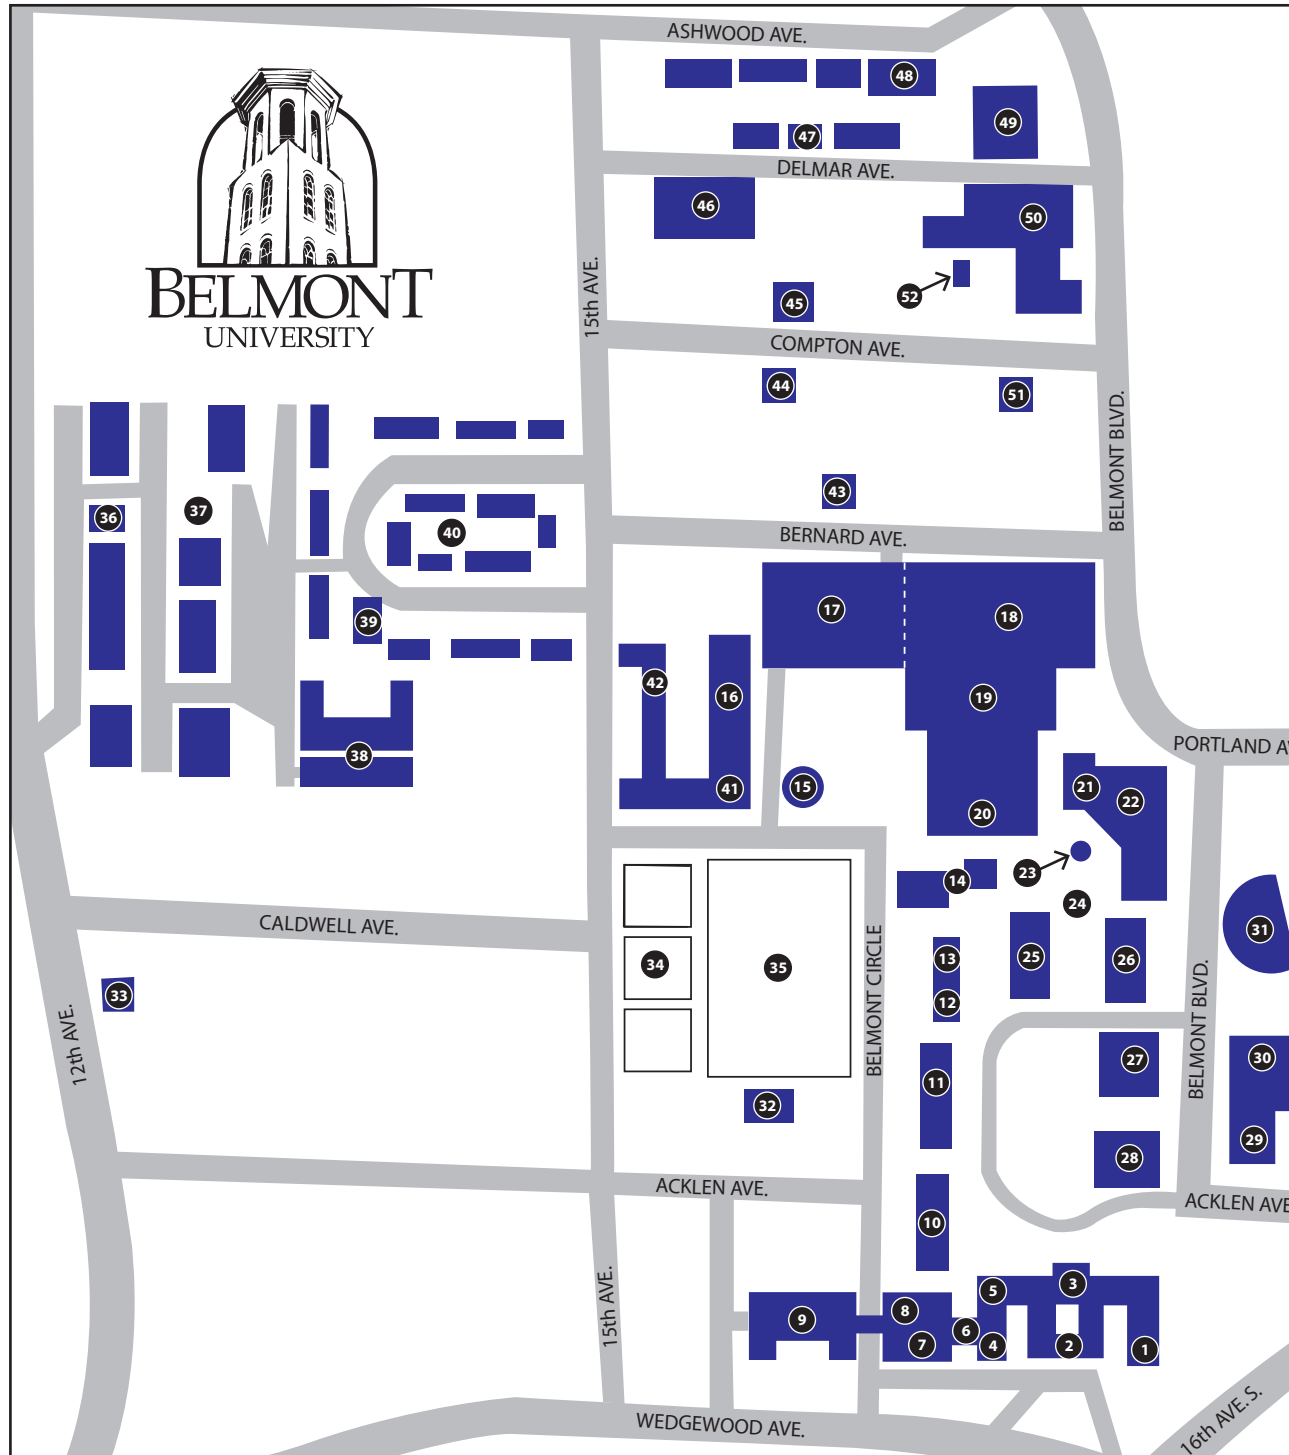 ASHWOOD AVE.
48
49
47
DELMAR AVE.
46
50
52
45
15th AVE.
BELMONT
UNIVERSITY
COMPTON AVE.
44
51
BELMONT BLVD.
43
36
37
40
BERNARD AVE.
17
18
39
42
16
19
38
41
15
20
21
22
PORTLAND AV
23
14
24
CALDWELL AVE.
34
35
BELMONT CIRCLE
13
12
25
26
31
33
12th AVE.
BELMONT BLVD.
27
30
11
32
29
28
ACKLEN AVE.
ACKLEN AVE
10
15th AVE.
9
8
7
6
5
4
3
2
1
WEDGEWOOD AVE.
16th AVE. S.